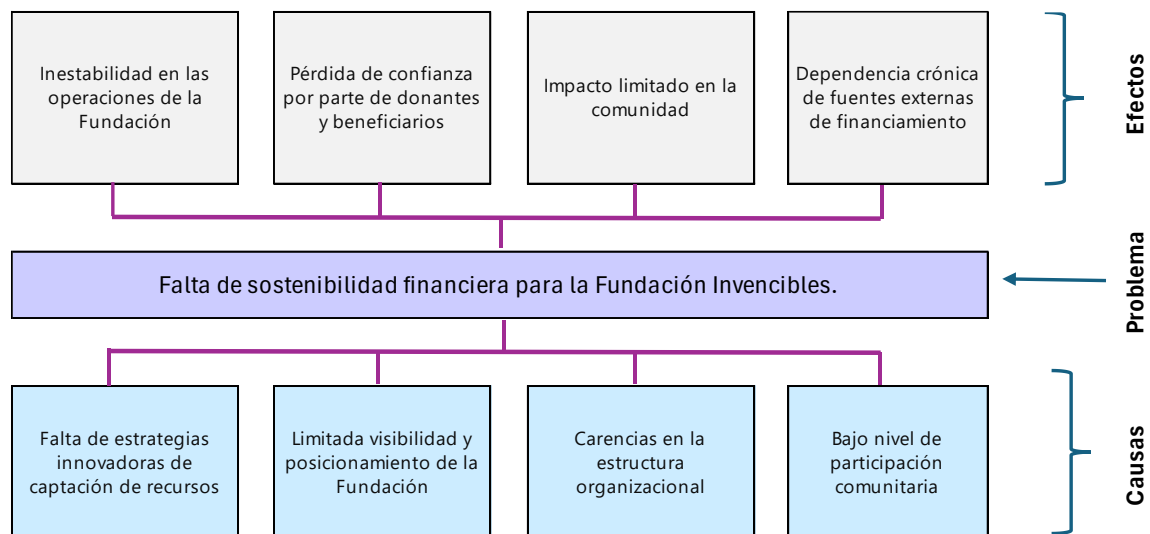 Inestabilidad en las
operaciones de la
Fundación
Pérdida de confianza
por parte de donantes
y beneficiarios
Impacto limitado en la
comunidad
Dependencia crónica
de fuentes externas
de financiamiento
Efectos
Falta de sostenibilidad financiera para la Fundación Invencibles.
Problema
Falta de estrategias
innovadoras de
captación de recursos
Limitada visibilidad y
posicionamiento de la
Fundación
Carencias en la
estructura
organizacional
Bajo nivel de
participación
comunitaria
Causas